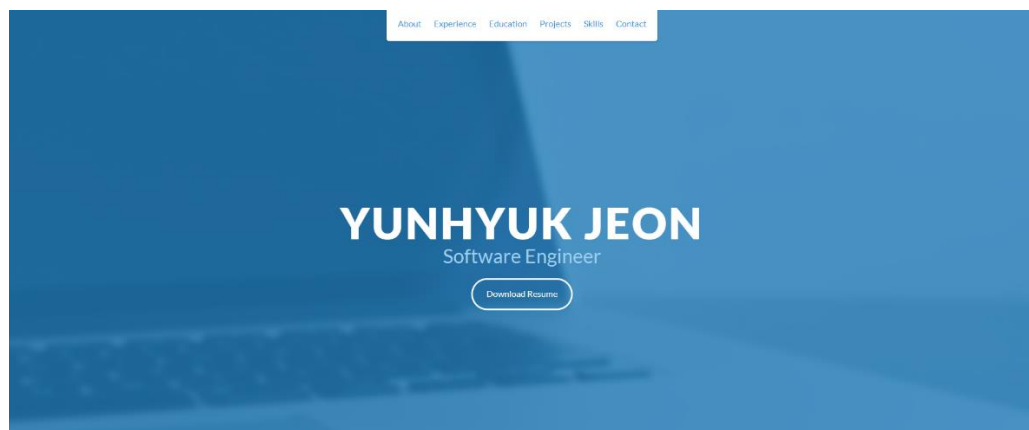 About Experience Education Projects Skills Contact
YUNHYUK JEON
Software Engineer
Download Resume